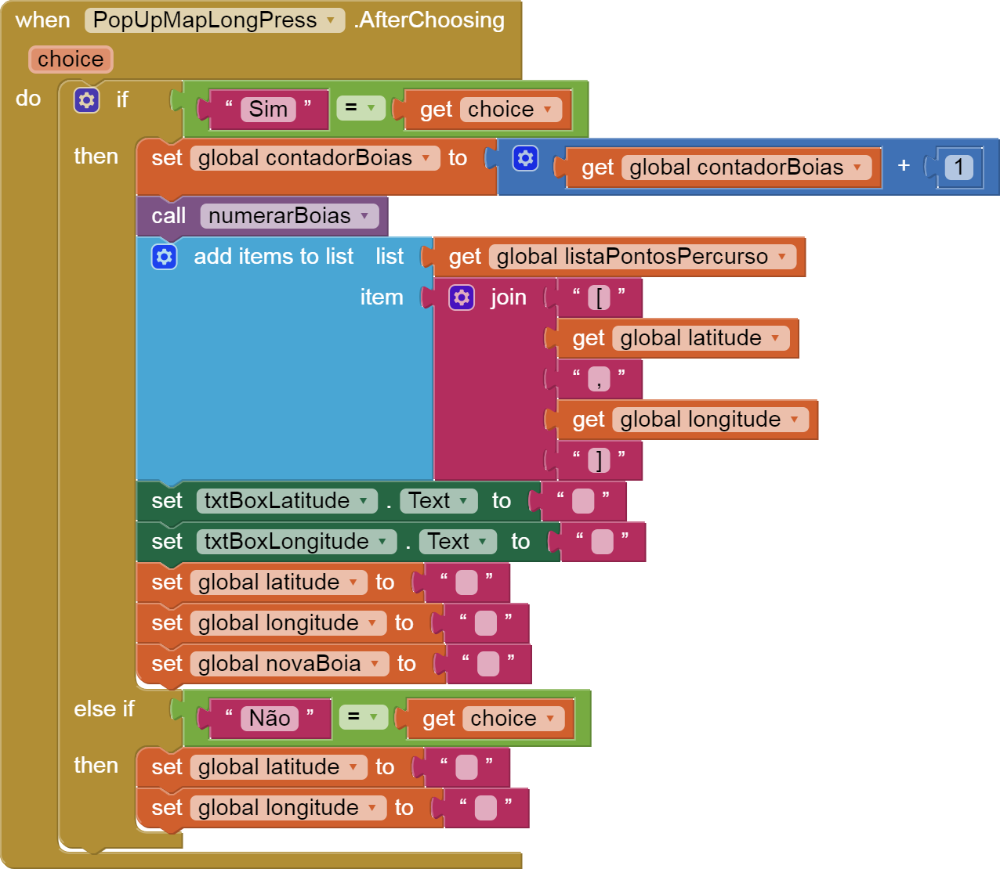 when PopUpMapLongPress .AfterChoosing
choice
do if “ Sim ” = get choice
then set global contadorBoias to get global contadorBoias + 1
call numerarBoias
add items to list list get global listaPontosPercurso
item join “ [ ”
get global latitude
“ , ”
get global longitude
“ ] ”
set txtBoxLatitude . Text to “ ”
set txtBoxLongitude . Text to “ ”
set global latitude to “ ”
set global longitude to “ ”
set global novaBoia to “ ”
else if “ Não ” = get choice
then set global latitude to “ ”
set global longitude to “ ”